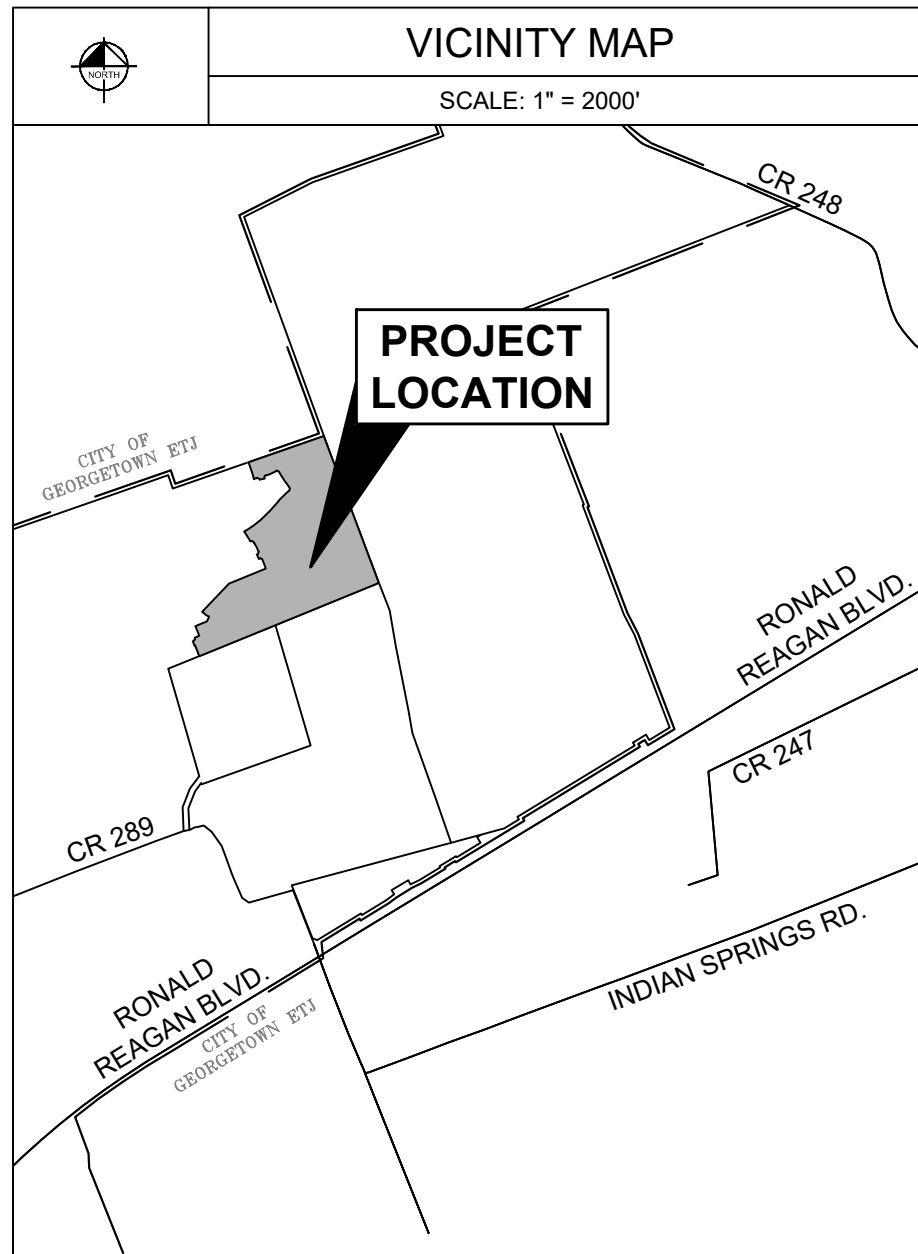 NORTH
VICINITY MAP
SCALE: 1" = 2000'
CR 248
PROJECT
LOCATION
CITY OF
GEORGETOWN ETJ
RONALD
REAGAN BLVD.
CR 247
CR 289
INDIAN SPRINGS RD.
RONALD
REAGAN BLVD.
CITY OF
GEORGETOWN ETJ